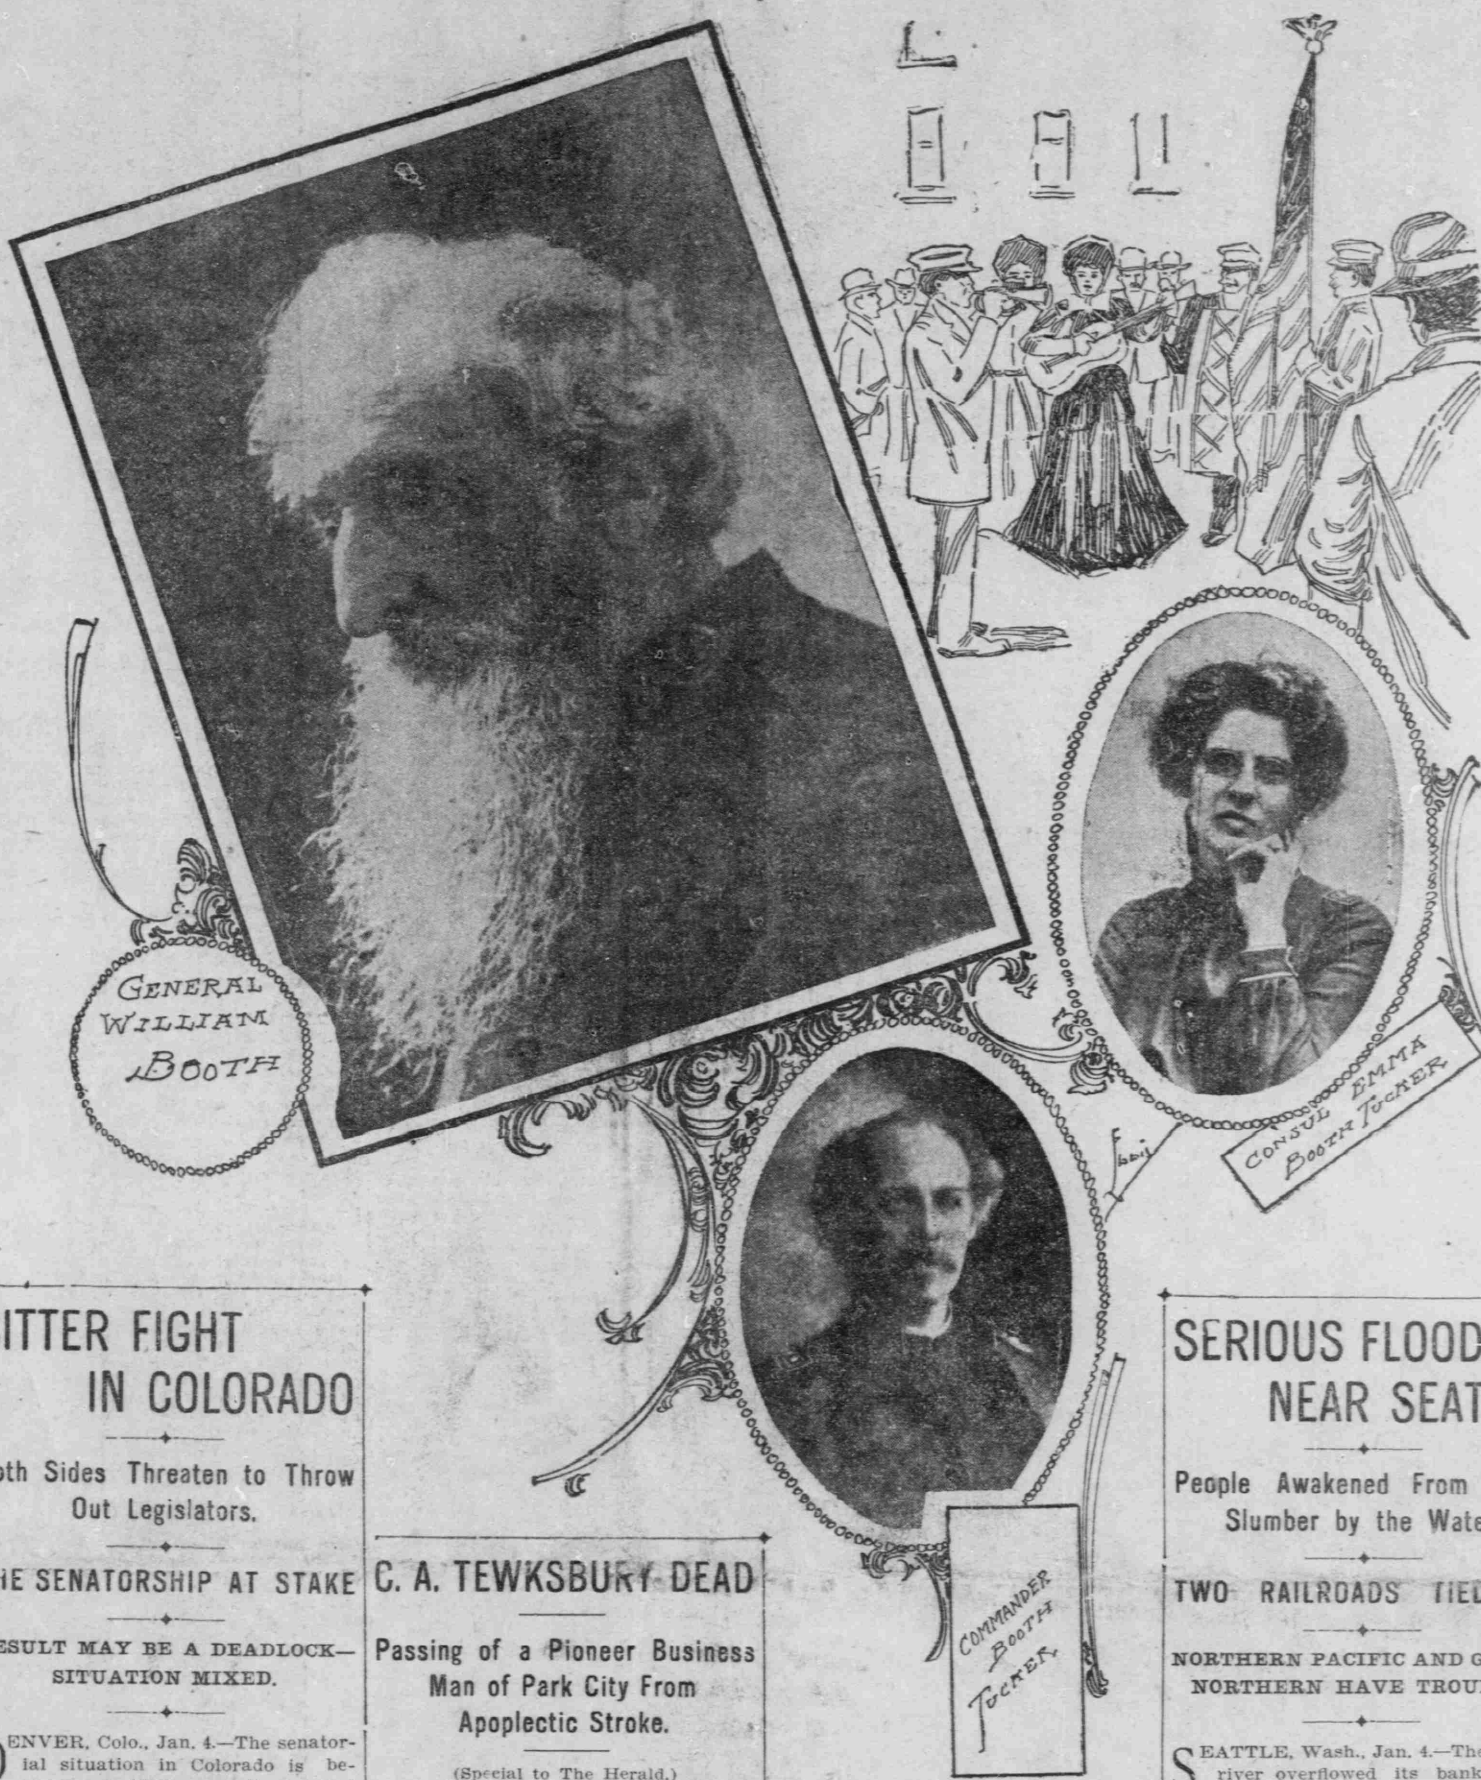 GENERAL
WILLIAM
BOOTH
CONSUL EMMA
BOOTH TUCKER
COMMANDER
BOOTH
TUCKER
ITTER FIGHT
IN COLORADO
oth Sides Threaten to Throw
Out Legislators.
HE SENATORSHIP AT STAKE
ESULT MAY BE A DEADLOCK—
SITUATION MIXED.
DENVER, Colo., Jan. 4.—The senator-
ial situation in Colorado is be-
C. A. TEWKSBURY DEAD
Passing of a Pioneer Business
Man of Park City From
Apoplectic Stroke.
(Special to The Herald.)
SERIOUS FLOOD
NEAR SEAT
People Awakened From
Slumber by the Wate
TWO RAILROADS TIED
NORTHERN PACIFIC AND G
NORTHERN HAVE TROU
SEATTLE, Wash., Jan. 4.—The
river overflowed its bank